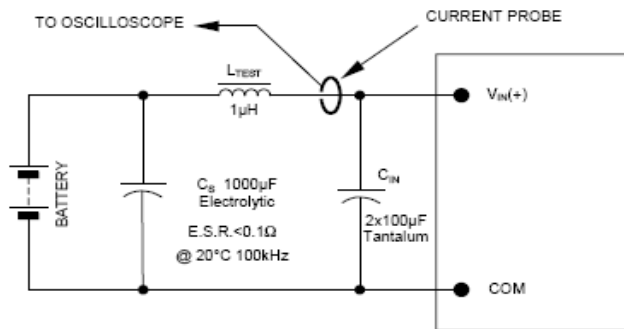 TO OSCILLOSCOPE
CURRENT PROBE
LTEST
1µH
VIN(+)
BATTERY
CS 1000µF
Electrolytic
E.S.R.<0.1Ω
@ 20°C 100kHz
CIN
2x100µF
Tantalum
COM